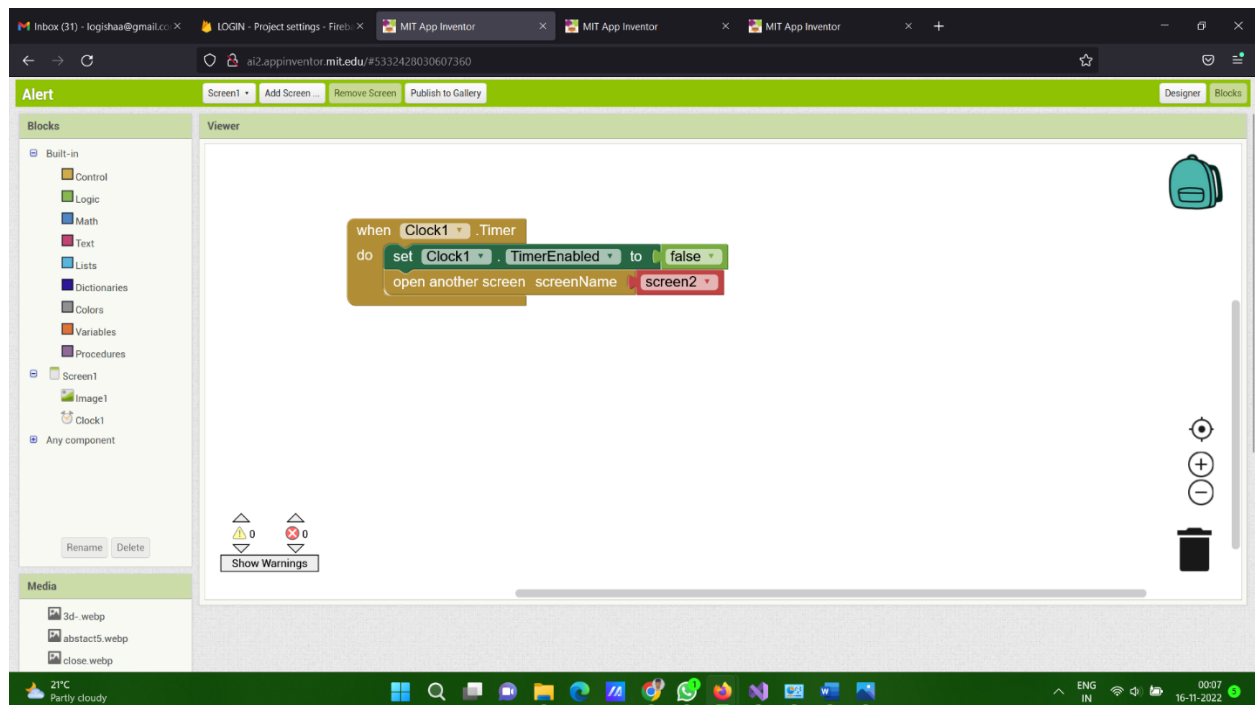 Inbox (31) - logishaa@gmail.co LOGIN - Project settings - Fireb MIT App Inventor MIT App Inventor MIT App Inventor
ai2.appinventor.mit.edu/#5332428030607360
Alert Screen1 Add Screen ... Remove Screen Publish to Gallery Designer Blocks
Blocks Viewer
Built-in
Control
Logic
Math
Text
Lists
Dictionaries
Colors
Variables
Procedures
Screen1
Image1
Clock1
Any component
Rename Delete
when Clock1 .Timer
do set Clock1 . TimerEnabled to false
open another screen screenName screen2
0 0
Show Warnings
Media
3d-.webp
abstact5.webp
close.webp
21°C
Partly cloudy
ENG
IN
00:07
16-11-2022
5